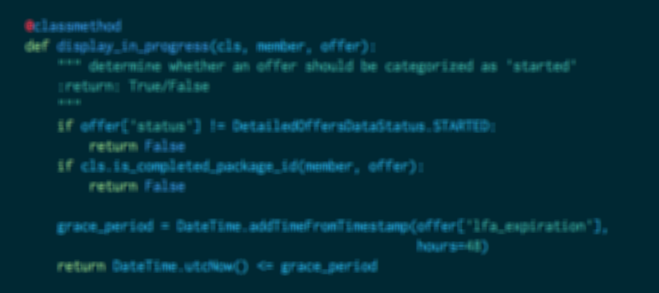 @classmethod
def display_in_progress(cls, member, offer):
""" determine whether an offer should be categorized as 'started'
:return: True/False
"""
if offer['status'] != DetailedOffersDataStatus.STARTED:
return False
if cls.is_completed_package_id(member, offer):
return False
grace_period = DateTime.addTimeFromTimestamp(offer['lfa_expiration'],
hours=48)
return DateTime.utcNow() <= grace_period